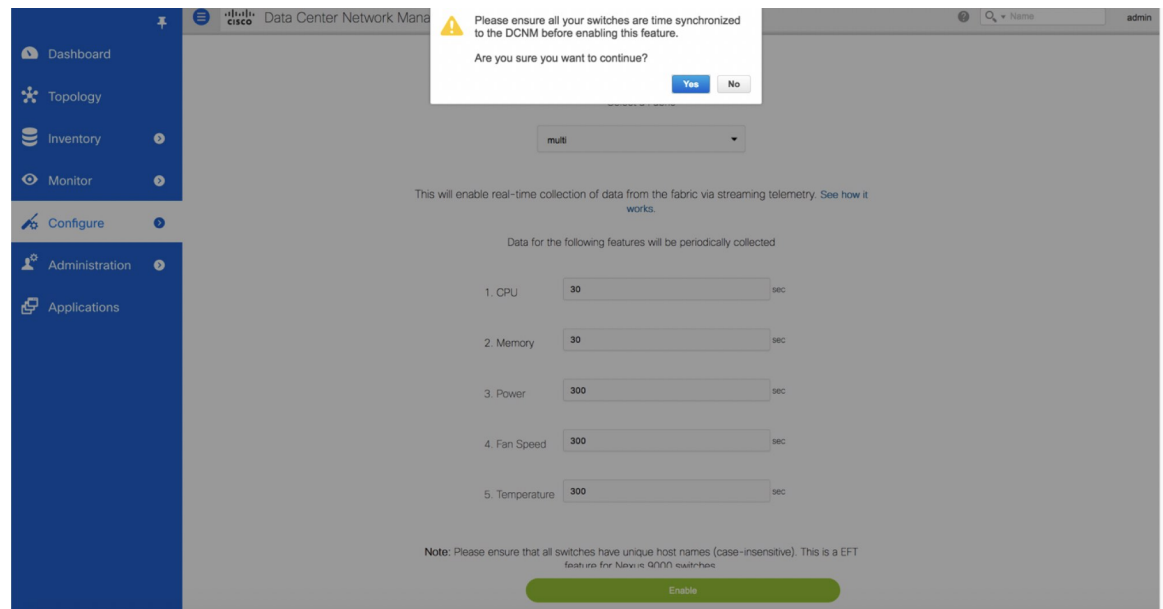 cisco Data Center Network Mana
Please ensure all your switches are time synchronized
to the DCNM before enabling this feature.
Are you sure you want to continue?
Yes No
Name
admin
Dashboard
Topology
Inventory
Monitor
Configure
Administration
Applications
multi
This will enable real-time collection of data from the fabric via streaming telemetry. See how it
works.
Data for the following features will be periodically collected
1. CPU 30 sec
2. Memory 30 sec
3. Power 300 sec
4. Fan Speed 300 sec
5. Temperature 300 sec
Note: Please ensure that all switches have unique host names (case-insensitive). This is a EFT
feature for Nexus 9000 switches
Enable